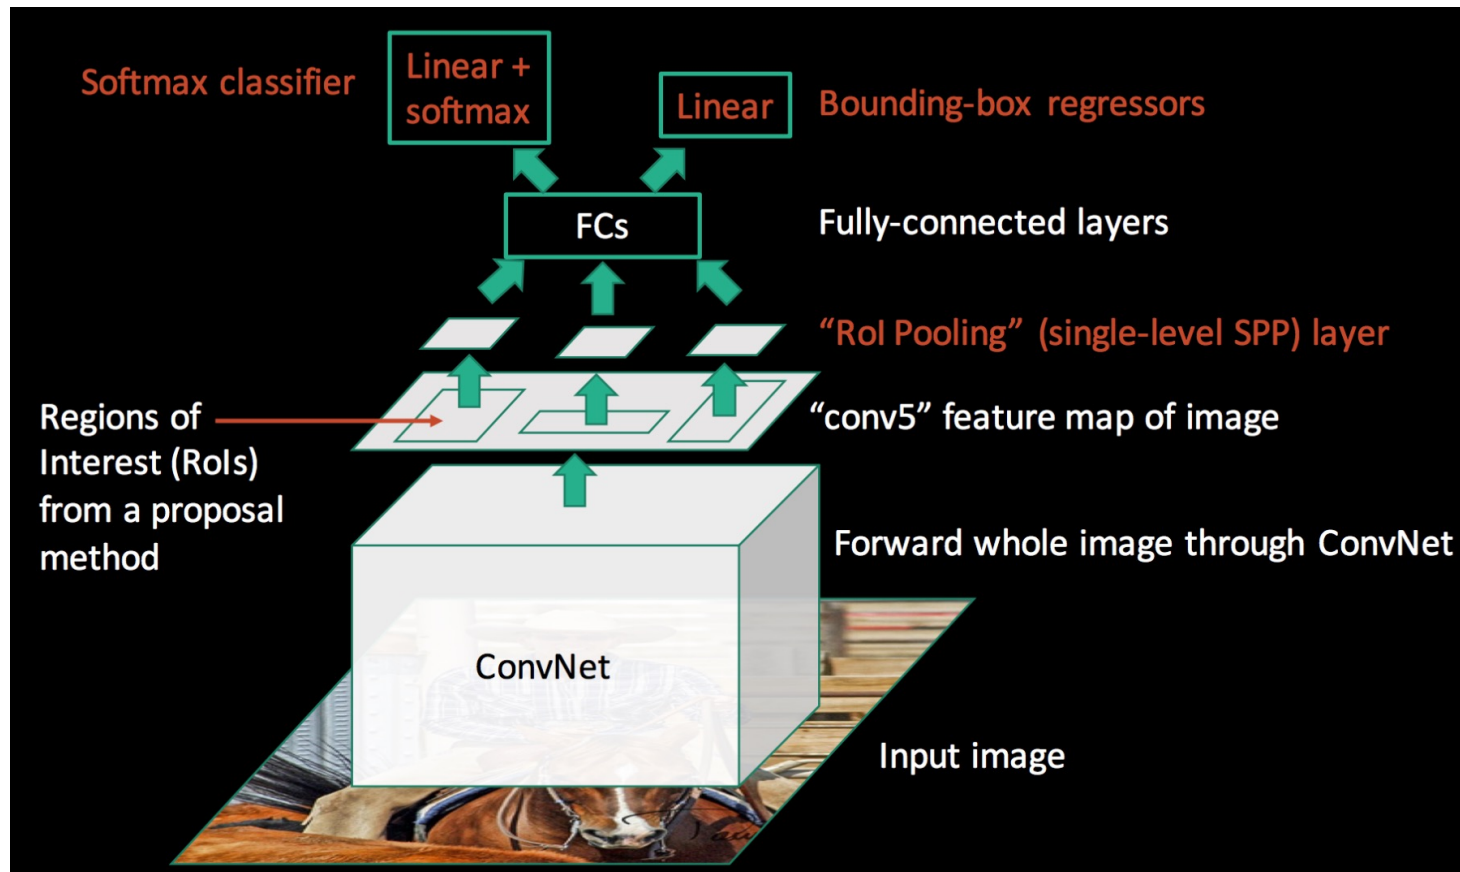 Softmax classifier
Linear +
softmax
Linear
Bounding-box regressors
FCs
Fully-connected layers
“RoI Pooling” (single-level SPP) layer
Regions of
Interest (RoIs)
from a proposal
method
“conv5” feature map of image
Forward whole image through ConvNet
ConvNet
Input image